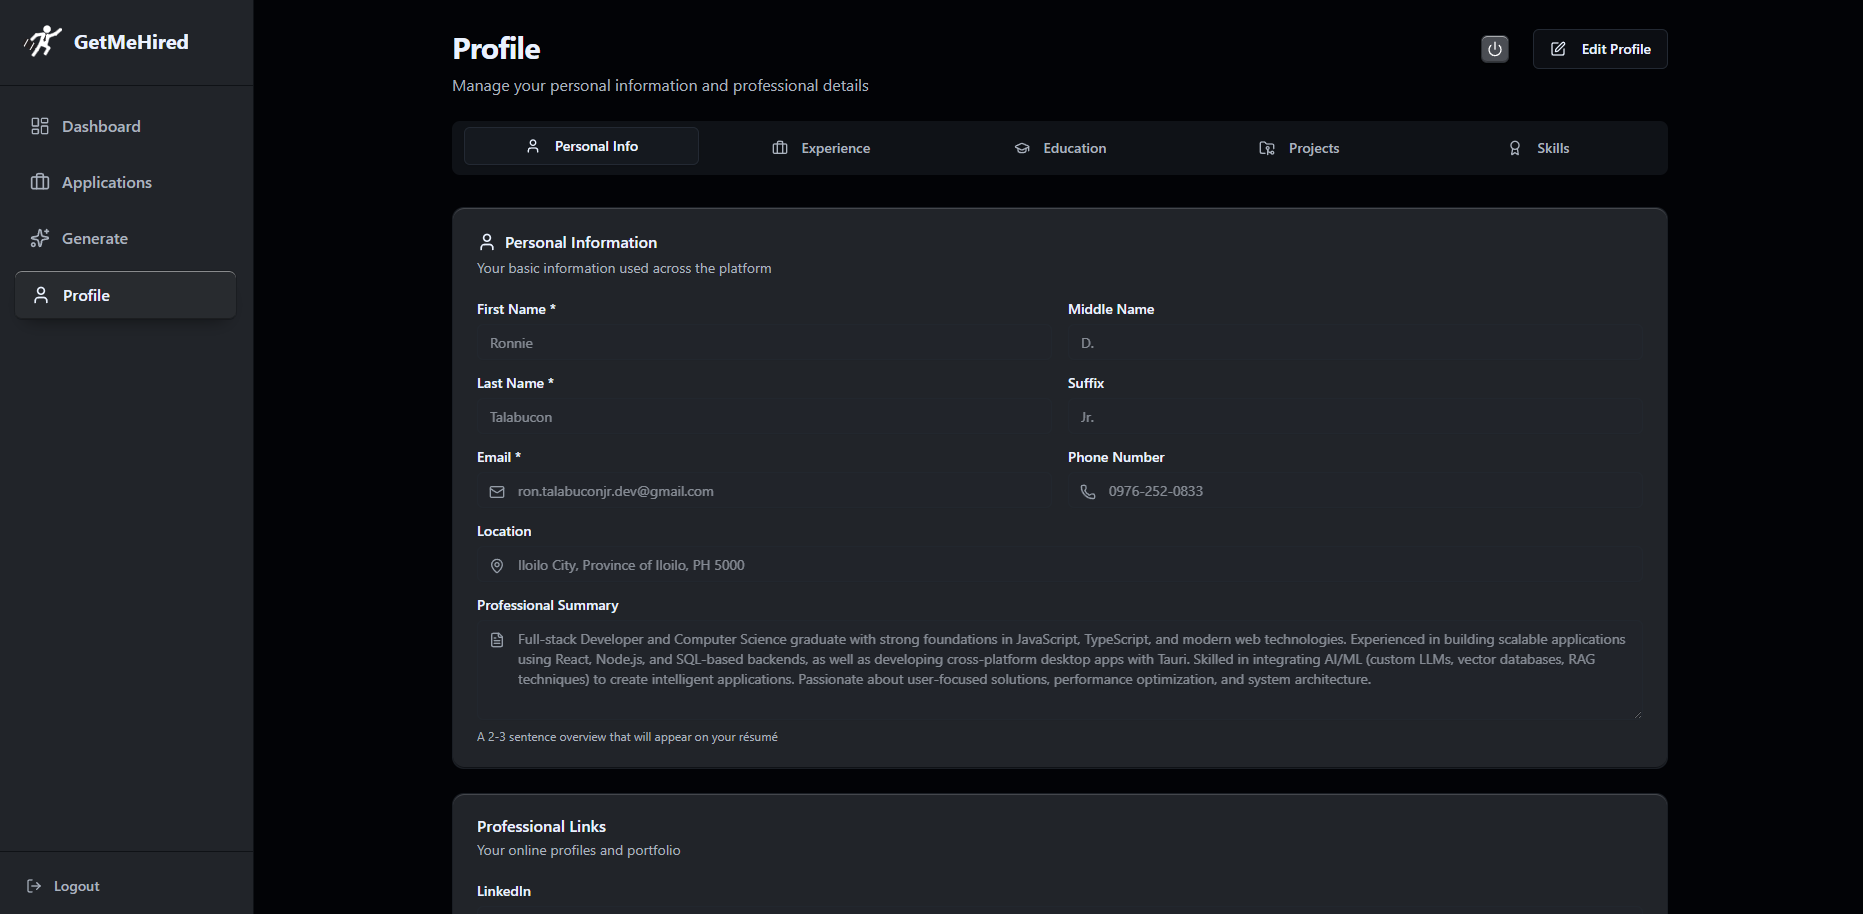 GetMeHired
Dashboard
Applications
Generate
Profile
Logout
Profile
Manage your personal information and professional details
Edit Profile
Personal Info
Experience
Education
Projects
Skills
Personal Information
Your basic information used across the platform
First Name *
Ronnie
Middle Name
D.
Last Name *
Talabucon
Suffix
Jr.
Email *
ron.talabuconjr.dev@gmail.com
Phone Number
0976-252-0833
Location
Iloilo City, Province of Iloilo, PH 5000
Professional Summary
Full-stack Developer and Computer Science graduate with strong foundations in JavaScript, TypeScript, and modern web technologies. Experienced in building scalable applications
using React, Node.js, and SQL-based backends, as well as developing cross-platform desktop apps with Tauri. Skilled in integrating AI/ML (custom LLMs, vector databases, RAG
techniques) to create intelligent applications. Passionate about user-focused solutions, performance optimization, and system architecture.
A 2-3 sentence overview that will appear on your résumé
Professional Links
Your online profiles and portfolio
LinkedIn